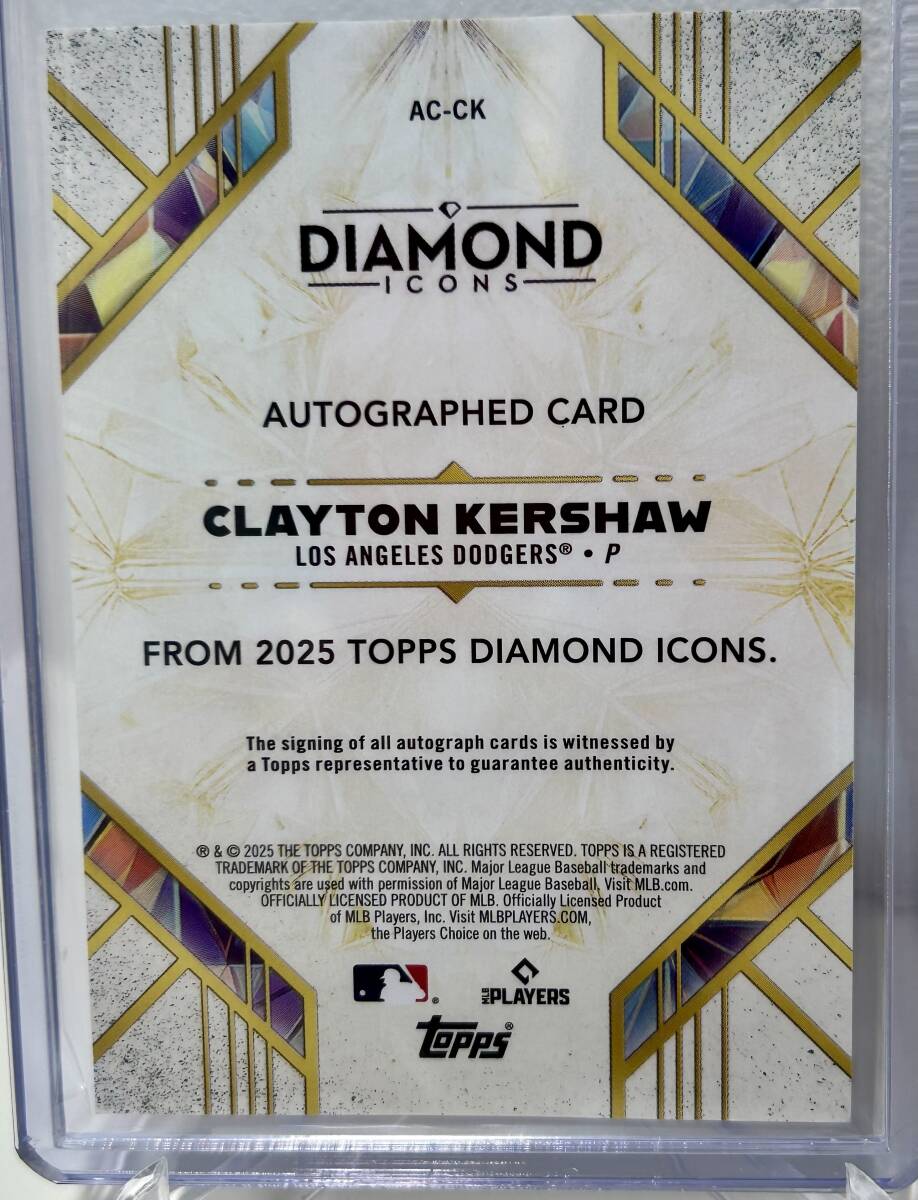 AC-CK
DIAMOND
ICONS
AUTOGRAPHED CARD
CLAYTON KERSHAW
LOS ANGELES DODGERS® • P
FROM 2025 TOPPS DIAMOND ICONS.
The signing of all autograph cards is witnessed by
a Topps representative to guarantee authenticity.
® & © 2025 THE TOPPS COMPANY, INC. ALL RIGHTS RESERVED. TOPPS IS A REGISTERED
TRADEMARK OF THE TOPPS COMPANY, INC. Major League Baseball trademarks and
copyrights are used with permission of Major League Baseball. Visit MLB.com.
OFFICIALLY LICENSED PRODUCT OF MLB. Officially Licensed Product
of MLB Players, Inc. Visit MLBPLAYERS.COM,
the Players Choice on the web.
®
MLB PLAYERS
topps®